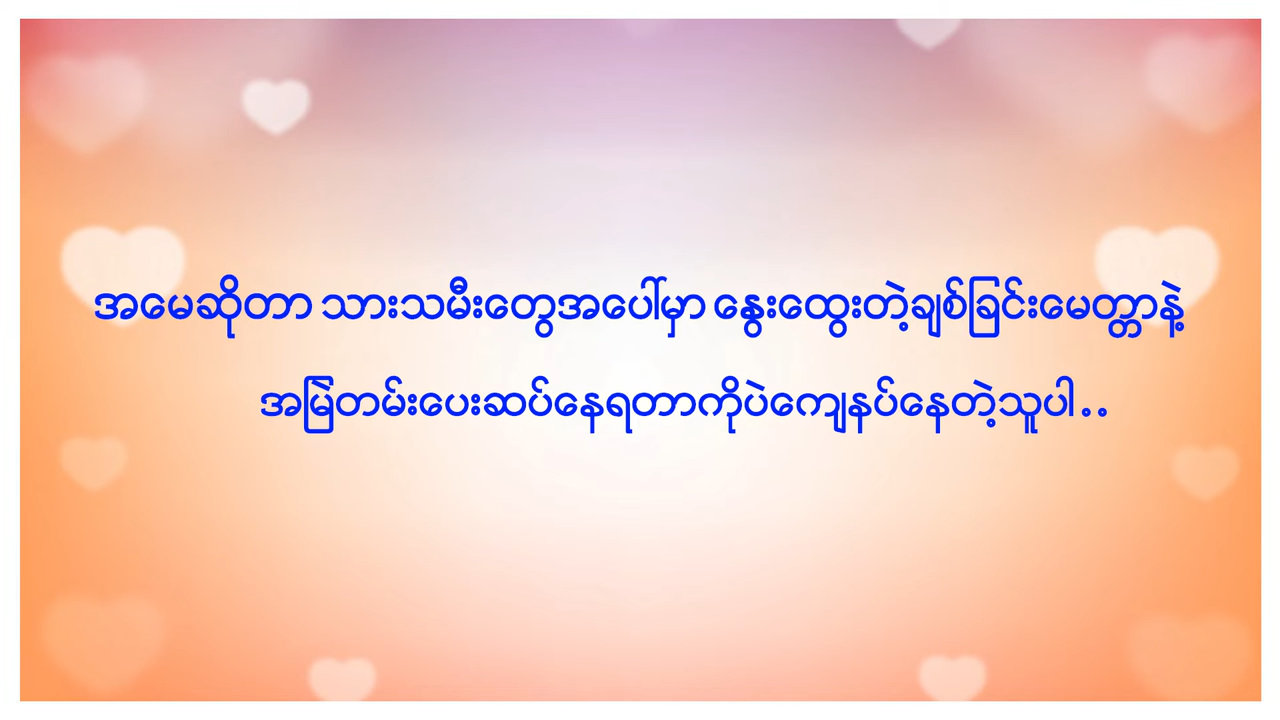 အမေဆိုတာ သားသမီးတွေအပေါ်မှာ နွေးထွေးတဲ့ချစ်ခြင်းမေတ္တာနဲ့
အမြဲတမ်းပေးဆပ်နေရတာကိုပဲကျေနပ်နေတဲ့သူပါ..